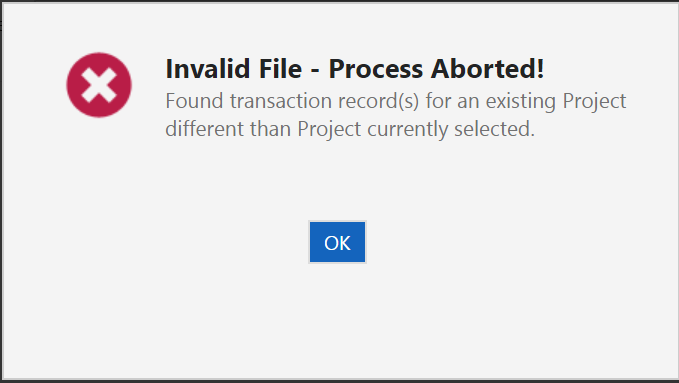 Invalid File - Process Aborted!
Found transaction record(s) for an existing Project
different than Project currently selected.
OK